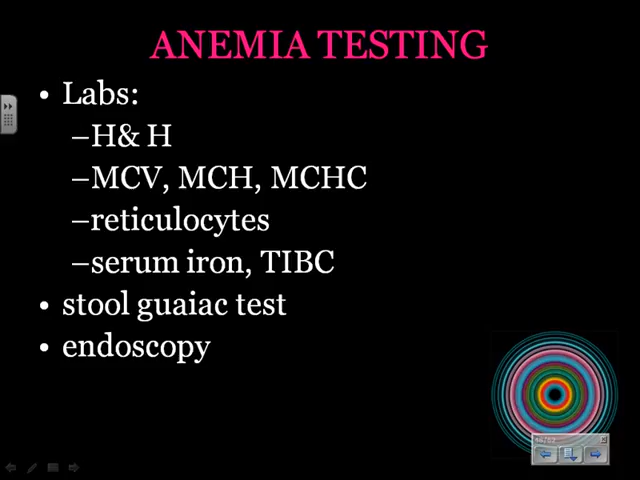 ANEMIA TESTING
• Labs:
–H& H
–MCV, MCH, MCHC
–reticulocytes
–serum iron, TIBC
• stool guaiac test
• endoscopy